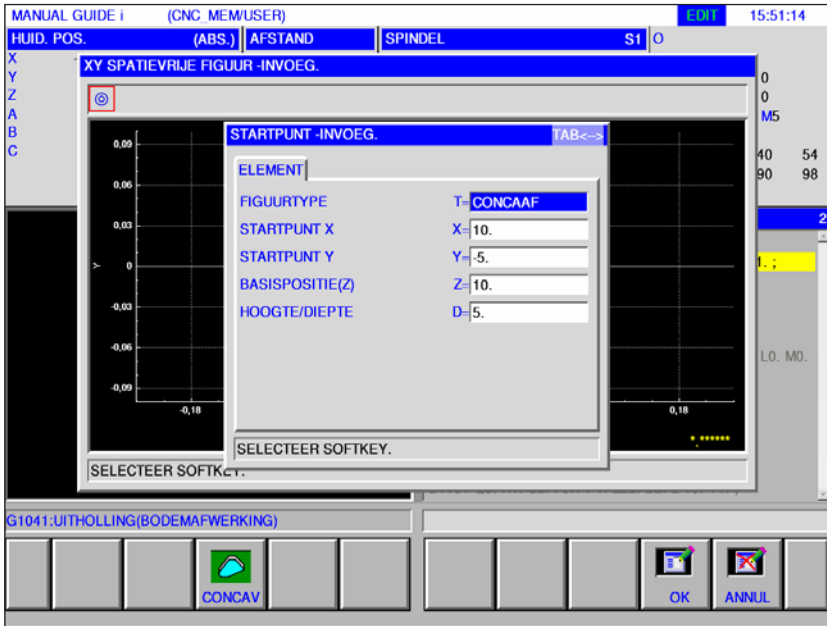 MANUAL GUIDE i (CNC_MEM/USER) EDIT 15:51:14
HUID. POS. (ABS.) AFSTAND SPINDEL S1 O
X
Y
Z
A
B
C
XY SPATIEVRIJE FIGUUR -INVOEG.
0
0
M5
40 54
90 98
2
1. ;
L0. M0.
0,09
0,06
0,03
Y 0
-0,03
-0,06
-0,09
-0,18 0,18
*.******
STARTPUNT -INVOEG. TAB<-->
ELEMENT
FIGUURTYPE T= CONCAAF
STARTPUNT X X= 10.
STARTPUNT Y Y= -5.
BASISPOSITIE(Z) Z= 10.
HOOGTE/DIEPTE D= 5.
SELECTEER SOFTKEY.
SELECTEER SOFTKEY.
G1041:UITHOLLING(BODEMAFWERKING)
CONCAV OK ANNUL